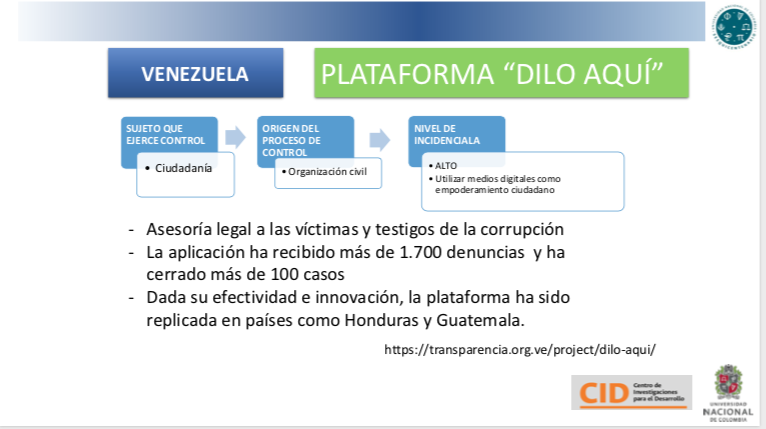 VENEZUELA
PLATAFORMA “DILO AQUÍ”
SUJETO QUE
EJERCE CONTROL
• Ciudadanía
ORIGEN DEL
PROCESO DE
CONTROL
• Organización civil
NIVEL DE
INCIDENCIALA
• ALTO
• Utilizar medios digitales como
empoderamiento ciudadano
- Asesoría legal a las víctimas y testigos de la corrupción
- La aplicación ha recibido más de 1.700 denuncias y ha
cerrado más de 100 casos
- Dada su efectividad e innovación, la plataforma ha sido
replicada en países como Honduras y Guatemala.
https://transparencia.org.ve/project/dilo-aqui/
CID
Centro de
Investigaciones
para el Desarrollo
UNIVERSIDAD
NACIONAL
DE COLOMBIA